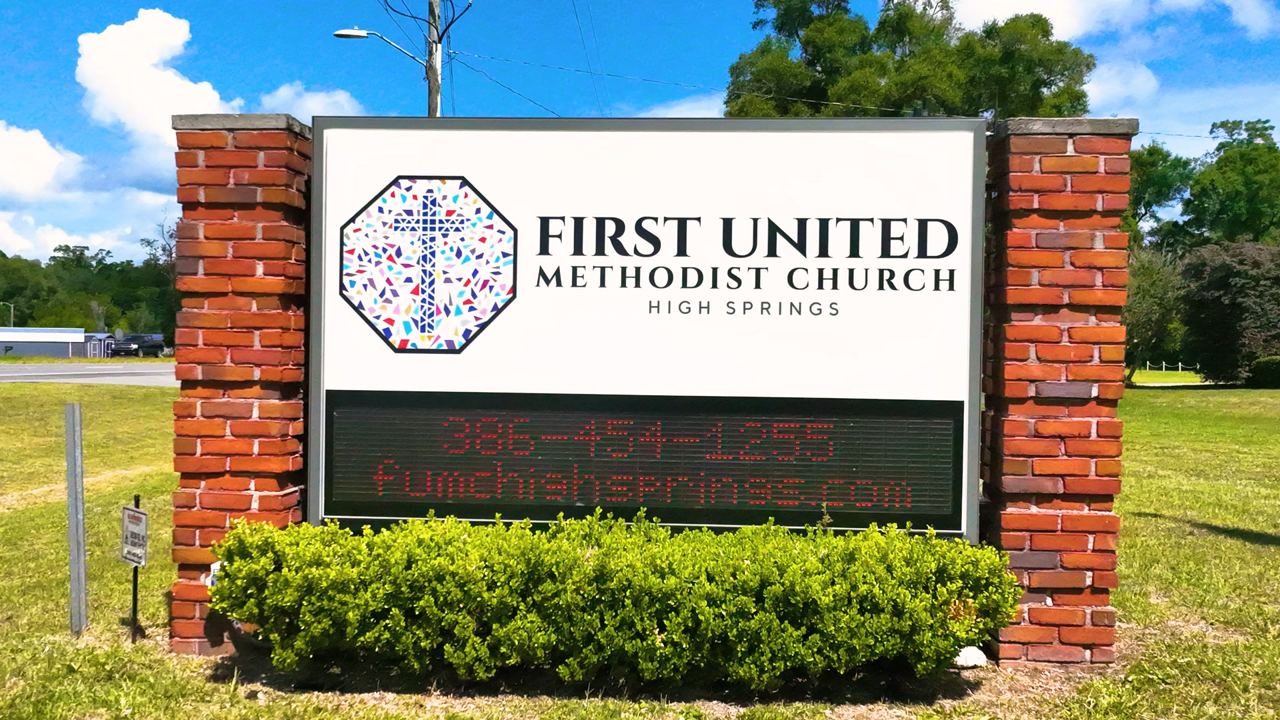 FIRST UNITED
METHODIST CHURCH
HIGH SPRINGS
386-454-1255
fumchighsprings.com